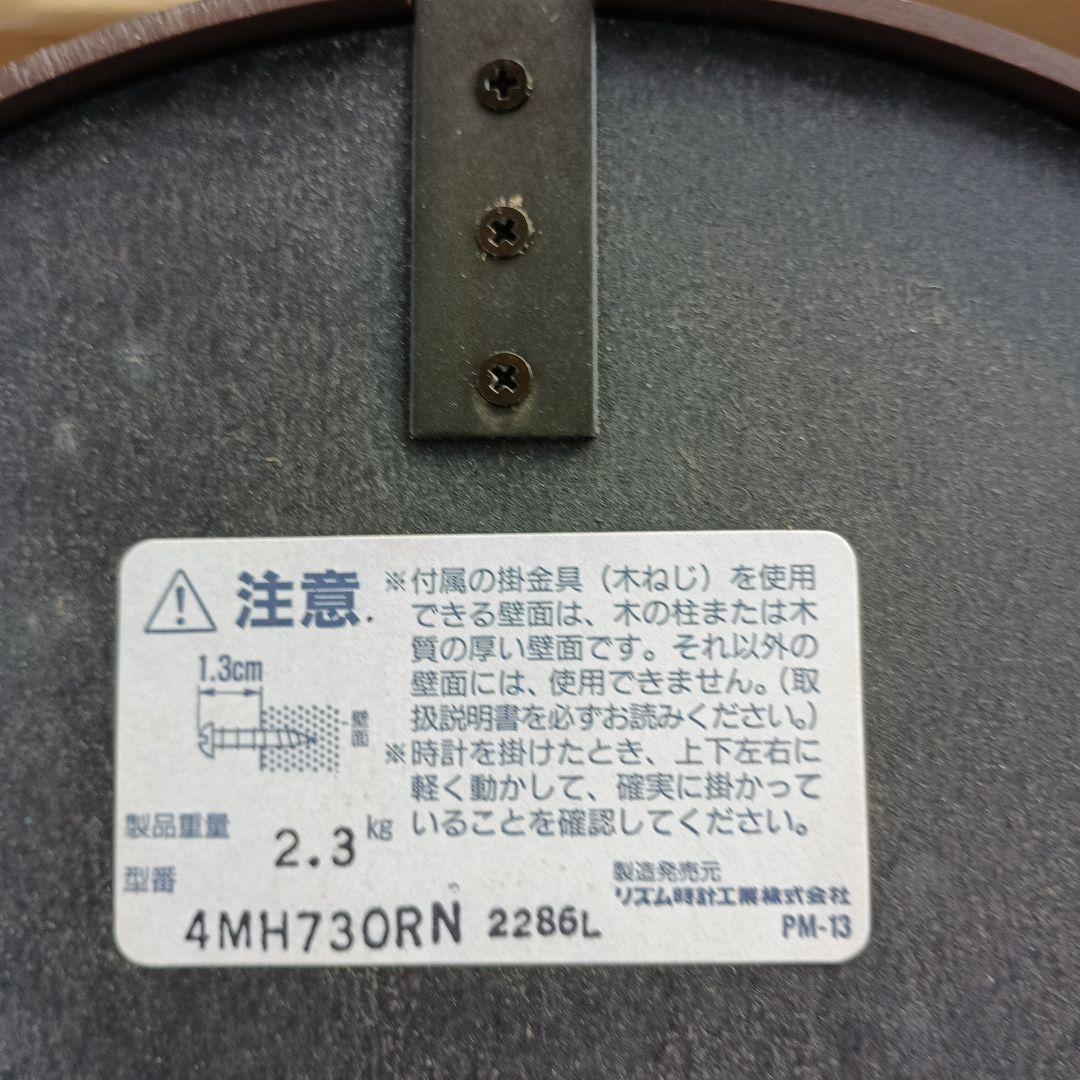 注意
※付属の掛金具（木ねじ）を使用
できる壁面は、木の柱または木
質の厚い壁面です。それ以外の
壁面には、使用できません。（取
扱説明書を必ずお読みください。）
※時計を掛けたとき、上下左右に
軽く動かして、確実に掛かって
いることを確認してください。
1.3cm
壁面
製品重量 2.3 kg
型番
4MH730RN 2286L
製造発売元
リズム時計工業株式会社
PM-13